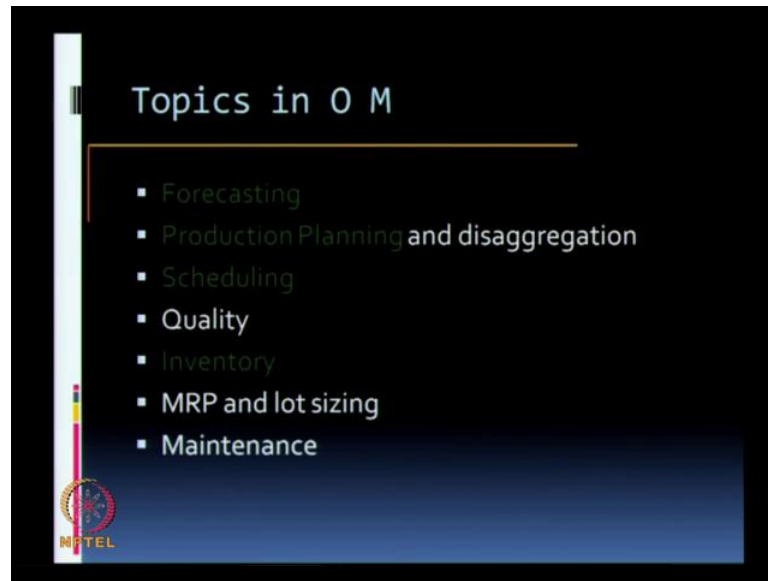 Topics in O M
Forecasting
Production Planning and disaggregation
Scheduling
Quality
Inventory
MRP and lot sizing
Maintenance
NPTEL